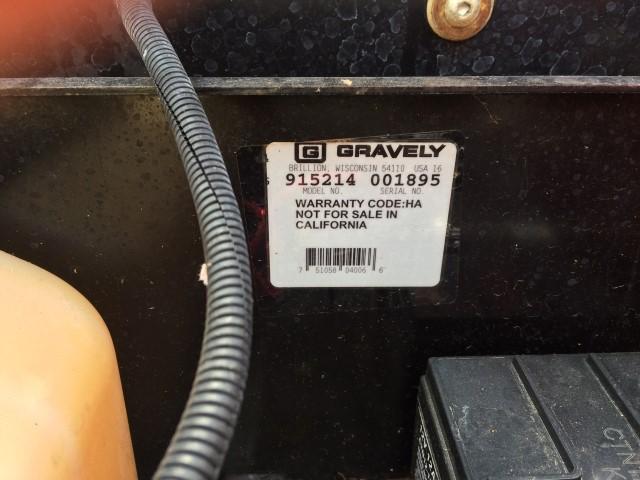 G GRAVELY
BRILLION, WISCONSIN 54110 USA 16
915214 001895
MODEL NO. SERIAL NO.
WARRANTY CODE:HA
NOT FOR SALE IN
CALIFORNIA
7 51058 04006 6